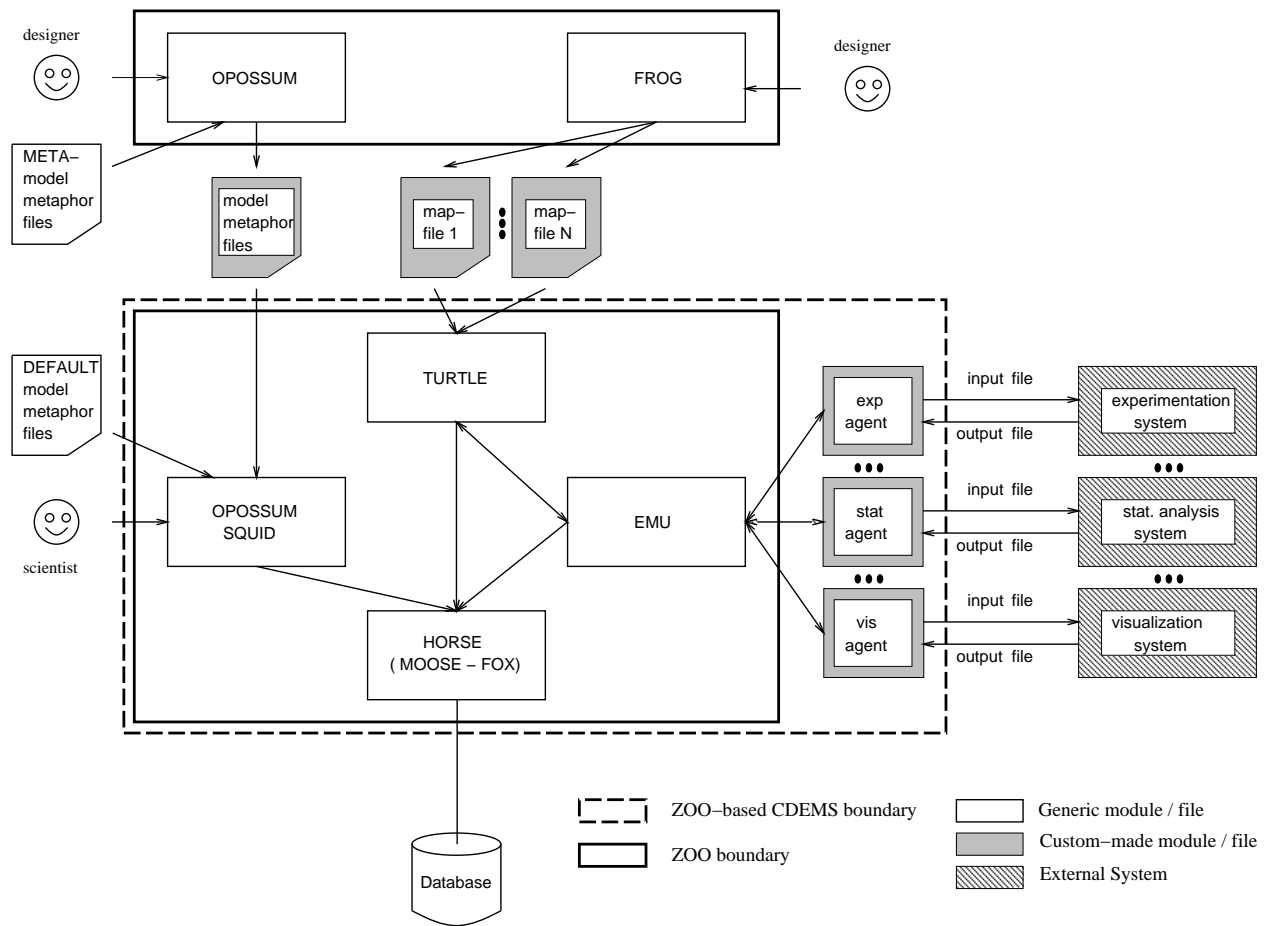 designer
OPOSSUM
FROG
designer
META−
model
metaphor
files
model
metaphor
files
map−
file 1
map−
file N
DEFAULT
model
metaphor
files
TURTLE
scientist
OPOSSUM
SQUID
EMU
HORSE
( MOOSE − FOX)
exp
agent
input file
output file
experimentation
system
stat
agent
input file
output file
stat. analysis
system
vis
agent
input file
output file
visualization
system
Database
ZOO−based CDEMS boundary
ZOO boundary
Generic module / file
Custom−made module / file
External System